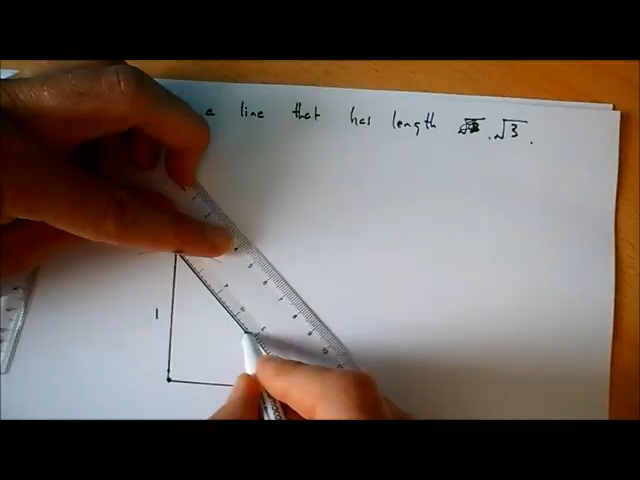 a line that has length √3.
1